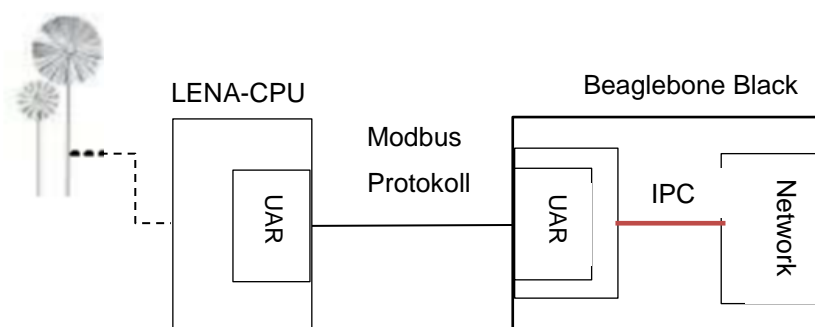 LENA-CPU
Beaglebone Black
Modbus
Protokoll
UAR
UAR
IPC
Network